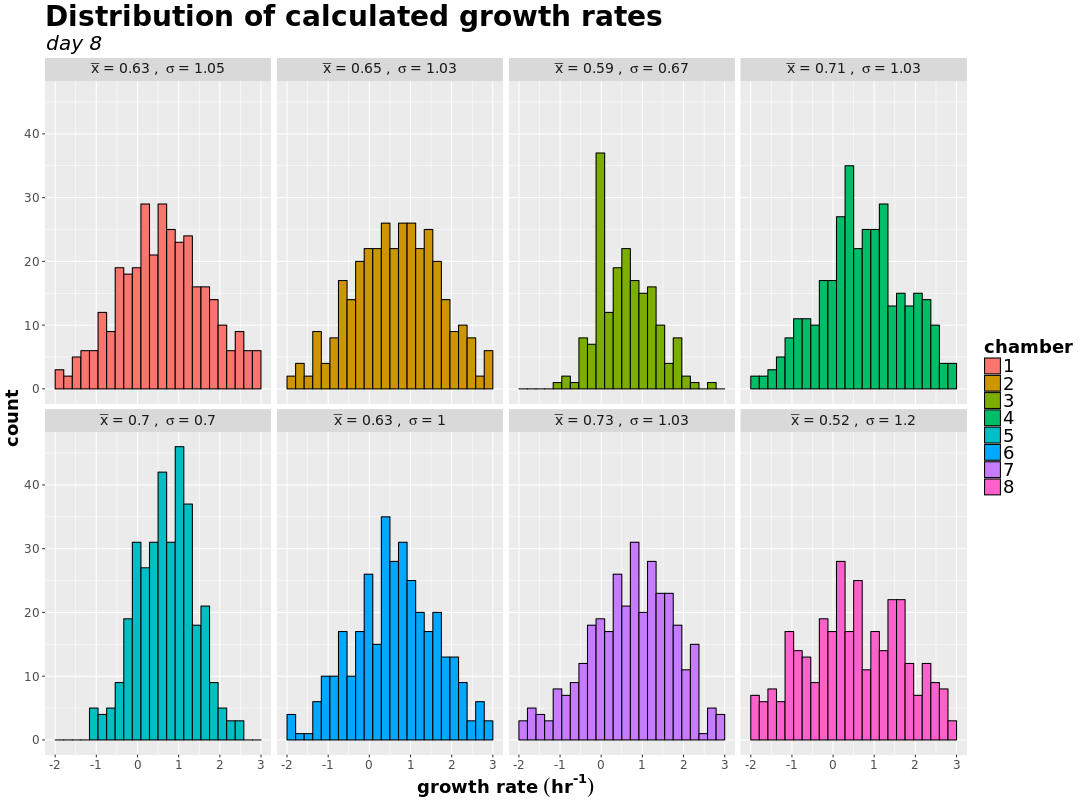 Distribution of calculated growth rates
day 8
x̅ = 0.63 , σ = 1.05
x̅ = 0.65 , σ = 1.03
x̅ = 0.59 , σ = 0.67
x̅ = 0.71 , σ = 1.03
40
30
20
10
0
count
x̅ = 0.7 , σ = 0.7
x̅ = 0.63 , σ = 1
x̅ = 0.73 , σ = 1.03
x̅ = 0.52 , σ = 1.2
40
30
20
10
0
-2 -1 0 1 2 3
-2 -1 0 1 2 3
-2 -1 0 1 2 3
-2 -1 0 1 2 3
growth rate (hr⁻¹)
chamber
1
2
3
4
5
6
7
8